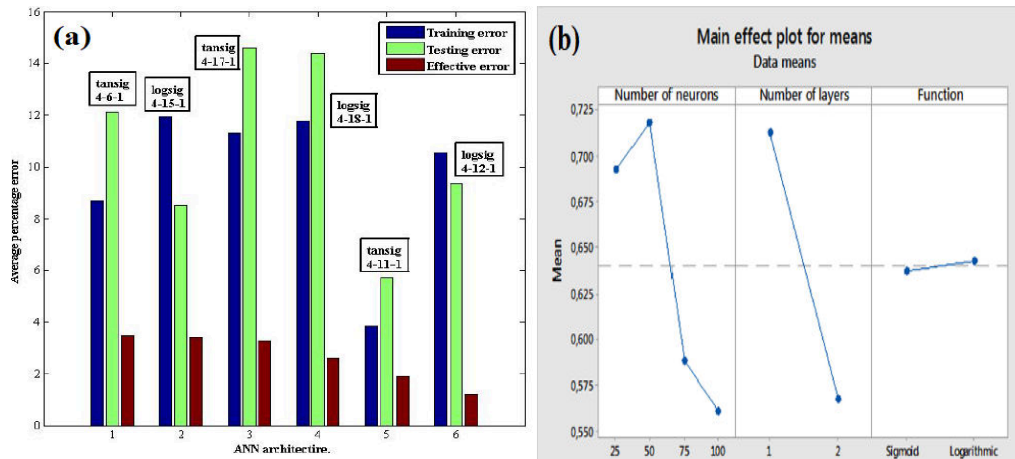 (a)
Training error
Testing error
Effective error
tansig
4-6-1
logsig
4-15-1
tansig
4-17-1
logsig
4-18-1
tansig
4-11-1
logsig
4-12-1
Average percentage error
16
14
12
10
8
6
4
2
0
1 2 3 4 5 6
ANN architectire.
(b)
Main effect plot for means
Data means
Number of neurons Number of layers Function
Mean
0,725
0,700
0,675
0,650
0,625
0,600
0,575
0,550
25 50 75 100 1 2 Sigmoid Logarithmic